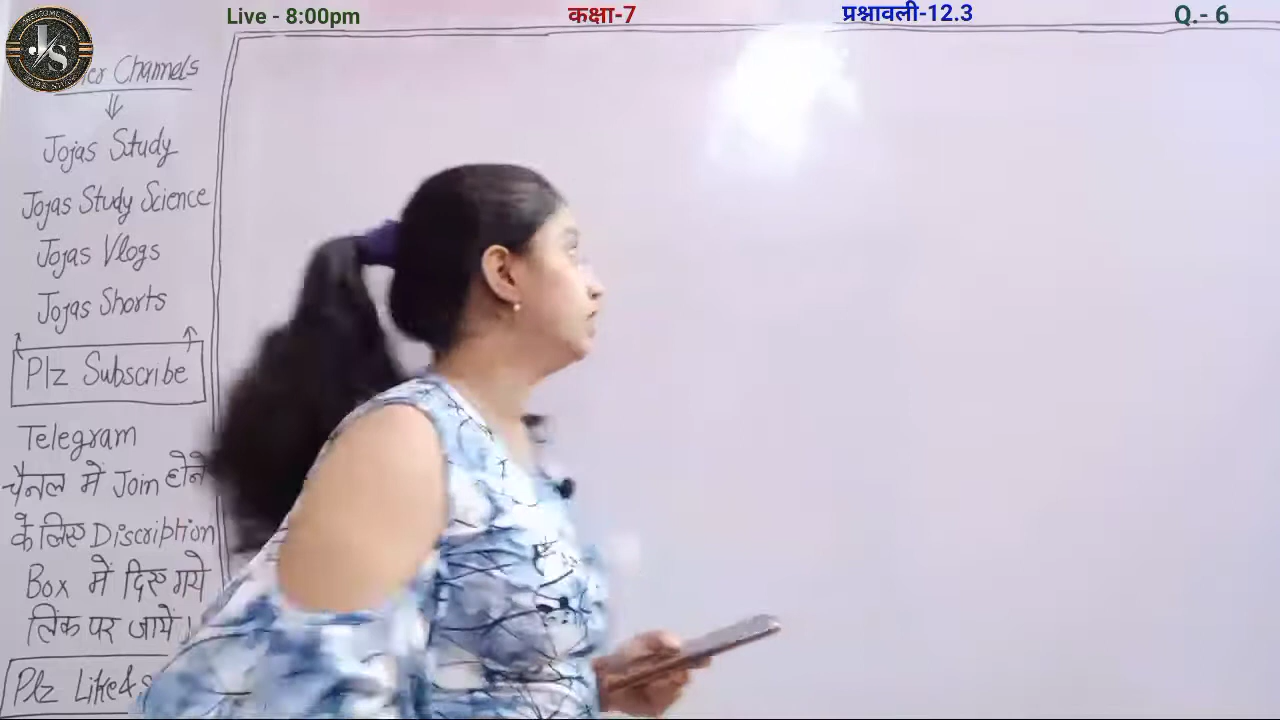 Live - 8:00pm कक्षा-7 प्रश्नावली-12.3 Q.- 6
JS
Channels
Jojas Study
Jojas Study Science
Jojas Vlogs
Jojas Shorts
Plz Subscribe
Telegram
चैनल में Join होने
के लिए Discription
Box में दिए गये
लिंक पर जायें।
Plz Like&